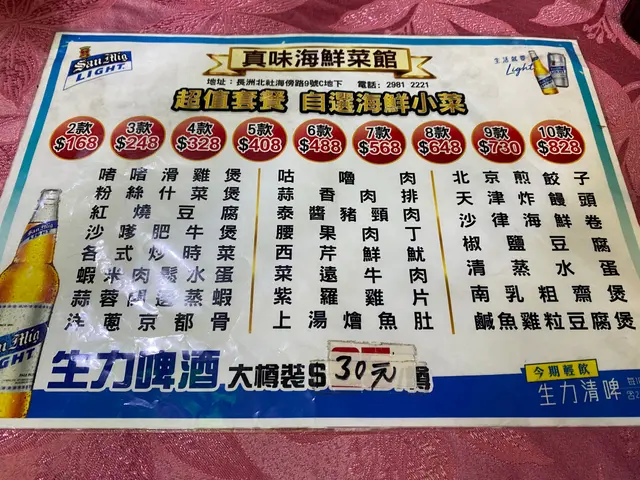 San Miguel
LIGHT
真味海鮮菜館
生活就要
Light
地址：長洲北社海傍路9號C地下 電話：2981 2221
超值套餐 自選海鮮小菜
2款 $168
3款 $248
4款 $328
5款 $408
6款 $488
7款 $568
8款 $648
9款 $730
10款 $828
啫啫滑雞煲
粉絲什菜煲
紅燒豆腐
沙嗲肥牛煲
各式炒時菜
蝦米肉鬆水蛋
蒜蓉開邊蒸蝦
洋蔥京都骨
咕嚕肉
蒜香肉排
泰醬豬頸肉
腰果肉丁
西芹鮮魷
菜遠牛肉
紫羅雞片
上湯燴魚肚
北京煎餃子
天津炸饅頭
沙律海鮮卷
椒鹽豆腐
清蒸水蛋
南乳粗齋煲
鹹魚雞粒豆腐煲
生力啤酒 大樽裝$ 30元
今期輕飲
生力清啤